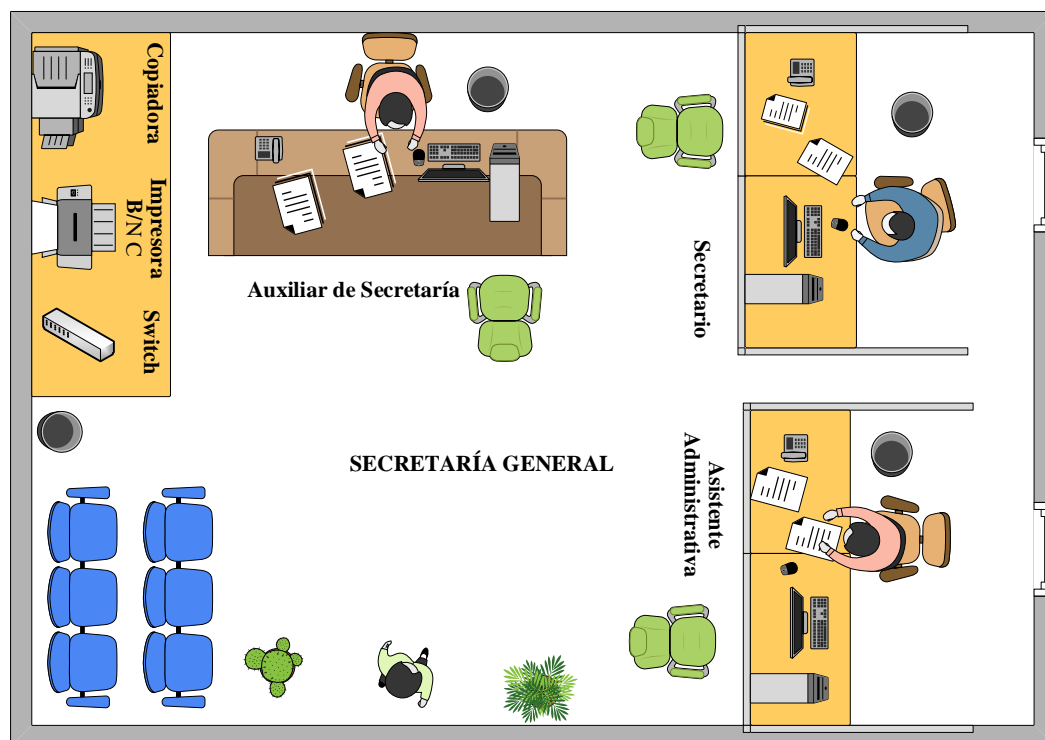 Copiadora
Impresora
B/N C
Switch
Auxiliar de Secretaría
Secretario
SECRETARÍA GENERAL
Asistente
Administrativa